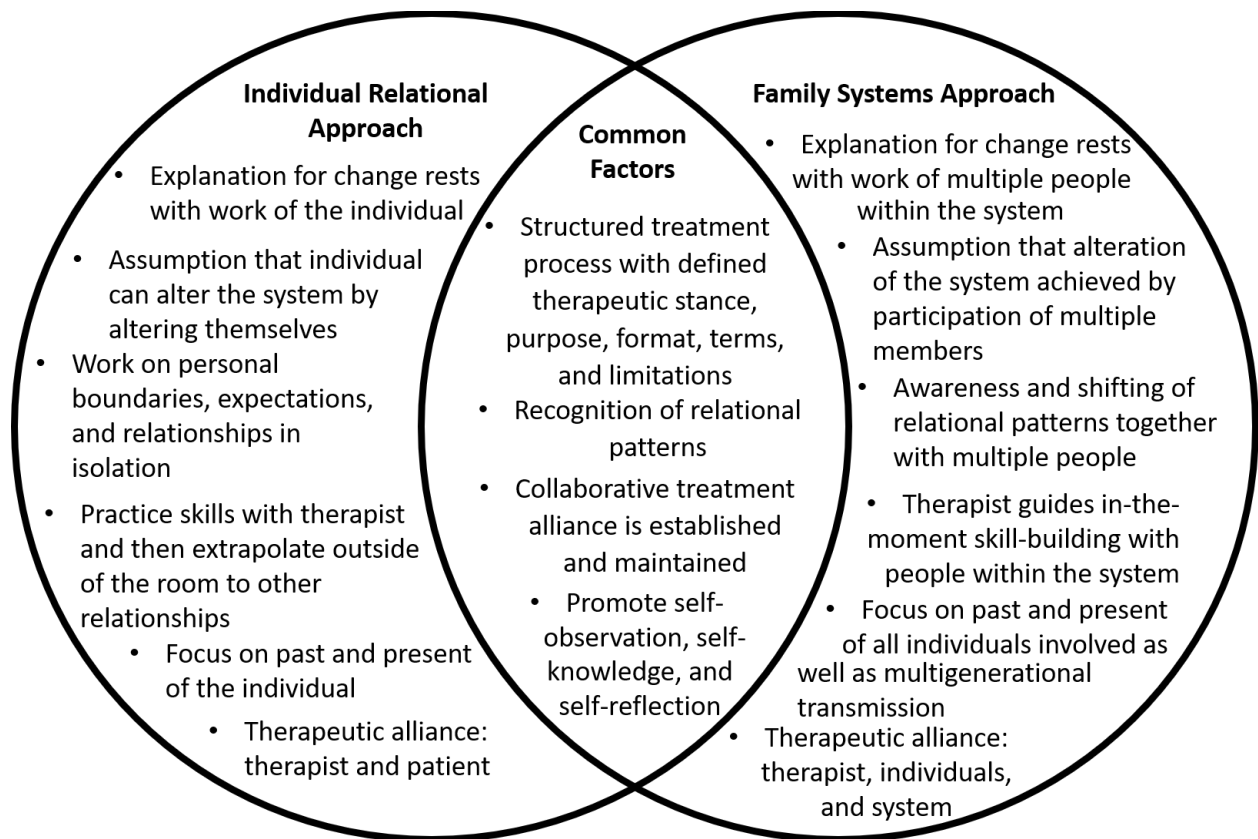 Individual Relational
Approach
• Explanation for change rests
with work of the individual
• Assumption that individual
can alter the system by
altering themselves
• Work on personal
boundaries, expectations,
and relationships in
isolation
• Practice skills with therapist
and then extrapolate outside
of the room to other
relationships
• Focus on past and present
of the individual
• Therapeutic alliance:
therapist and patient
Common
Factors
• Structured treatment
process with defined
therapeutic stance,
purpose, format, terms,
and limitations
• Recognition of relational
patterns
• Collaborative treatment
alliance is established
and maintained
• Promote self-
observation, self-
knowledge, and
self-reflection
Family Systems Approach
• Explanation for change rests
with work of multiple people
within the system
• Assumption that alteration
of the system achieved by
participation of multiple
members
• Awareness and shifting of
relational patterns together
with multiple people
• Therapist guides in-the-
moment skill-building with
people within the system
• Focus on past and present
of all individuals involved as
well as multigenerational
transmission
• Therapeutic alliance:
therapist, individuals,
and system